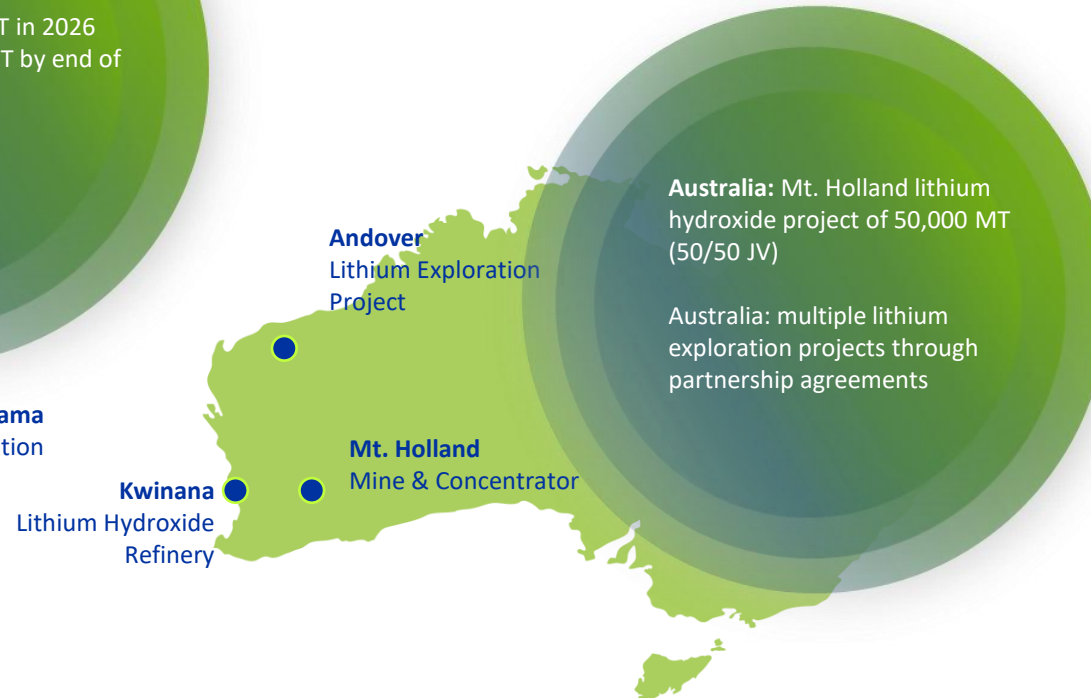 T in 2026
T by end of
Australia: Mt. Holland lithium
hydroxide project of 50,000 MT
(50/50 JV)
Australia: multiple lithium
exploration projects through
partnership agreements
Andover
Lithium Exploration
Project
ama
tion
Mt. Holland
Mine & Concentrator
Kwinana
Lithium Hydroxide
Refinery